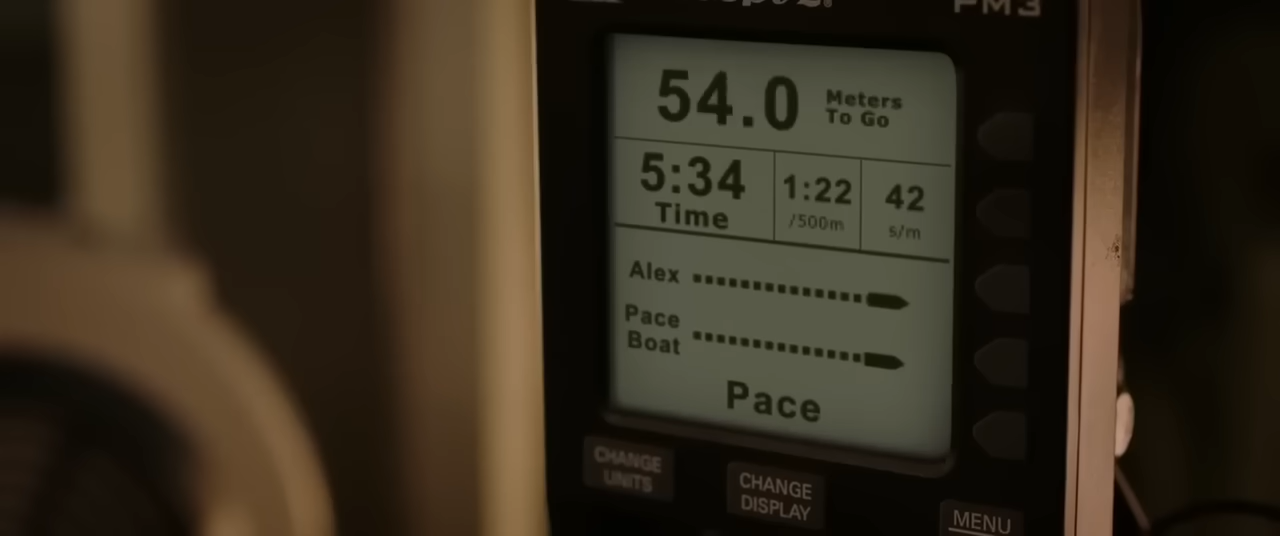 PM3
54.0 Meters
To Go
5:34 1:22 42
Time /500m s/m
Alex
Pace
Boat
Pace
CHANGE
UNITS
CHANGE
DISPLAY
MENU